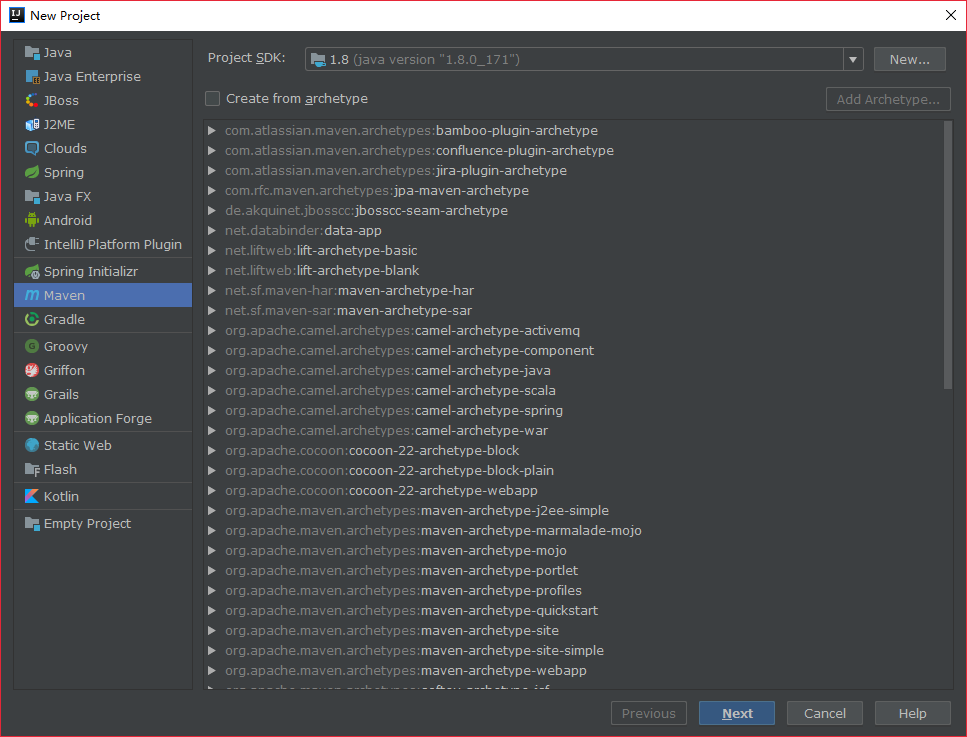 New Project
Java
Java Enterprise
JBoss
J2ME
Clouds
Spring
Java FX
Android
IntelliJ Platform Plugin
Spring Initializr
Maven
Gradle
Groovy
Griffon
Grails
Application Forge
Static Web
Flash
Kotlin
Empty Project
Project SDK: 1.8 (java version "1.8.0_171") New...
Create from archetype Add Archetype...
com.atlassian.maven.archetypes:bamboo-plugin-archetype
com.atlassian.maven.archetypes:confluence-plugin-archetype
com.atlassian.maven.archetypes:jira-plugin-archetype
com.rfc.maven.archetypes:jpa-maven-archetype
de.akquinet.jbosscc:jbosscc-seam-archetype
net.databinder:data-app
net.liftweb:lift-archetype-basic
net.liftweb:lift-archetype-blank
net.sf.maven-har:maven-archetype-har
net.sf.maven-sar:maven-archetype-sar
org.apache.camel.archetypes:camel-archetype-activemq
org.apache.camel.archetypes:camel-archetype-component
org.apache.camel.archetypes:camel-archetype-java
org.apache.camel.archetypes:camel-archetype-scala
org.apache.camel.archetypes:camel-archetype-spring
org.apache.camel.archetypes:camel-archetype-war
org.apache.cocoon:cocoon-22-archetype-block
org.apache.cocoon:cocoon-22-archetype-block-plain
org.apache.cocoon:cocoon-22-archetype-webapp
org.apache.maven.archetypes:maven-archetype-j2ee-simple
org.apache.maven.archetypes:maven-archetype-marmalade-mojo
org.apache.maven.archetypes:maven-archetype-mojo
org.apache.maven.archetypes:maven-archetype-portlet
org.apache.maven.archetypes:maven-archetype-profiles
org.apache.maven.archetypes:maven-archetype-quickstart
org.apache.maven.archetypes:maven-archetype-site
org.apache.maven.archetypes:maven-archetype-site-simple
org.apache.maven.archetypes:maven-archetype-webapp
Previous Next Cancel Help